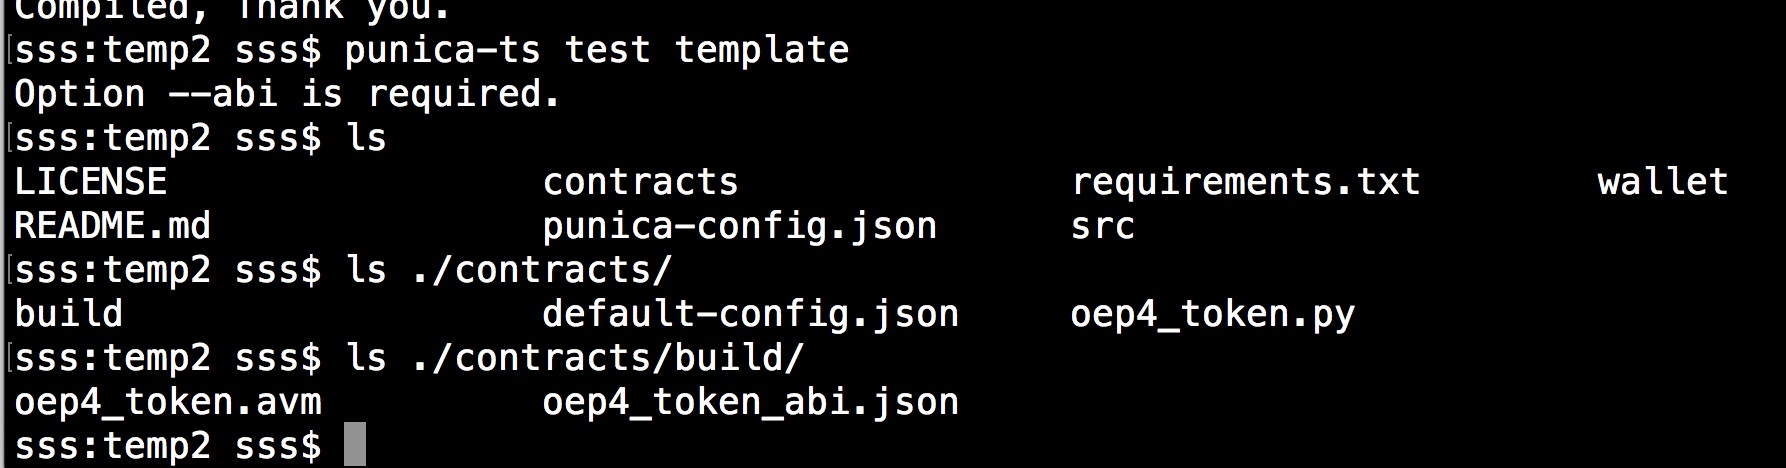 Compiled, Thank you.
[sss:temp2 sss$ punica-ts test template
Option --abi is required.
[sss:temp2 sss$ ls
LICENSE contracts requirements.txt wallet
README.md punica-config.json src
[sss:temp2 sss$ ls ./contracts/
build default-config.json oep4_token.py
[sss:temp2 sss$ ls ./contracts/build/
oep4_token.avm oep4_token_abi.json
sss:temp2 sss$